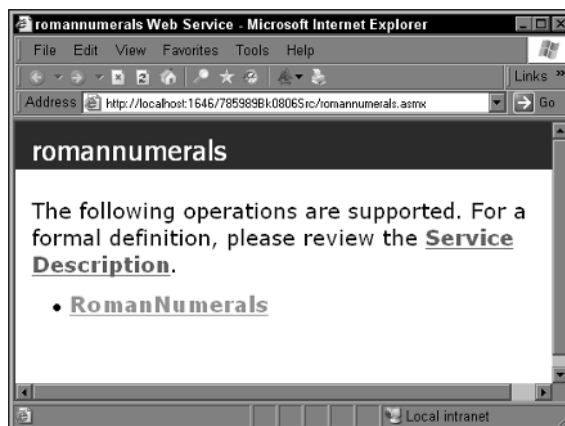 romannumerals Web Service - Microsoft Internet Explorer
File Edit View Favorites Tools Help
Links »
Address http://localhost:1646/785989Bk0806Src/romannumerals.asmx Go
romannumerals
The following operations are supported. For a
formal definition, please review the Service
Description.
• RomanNumerals
Local intranet